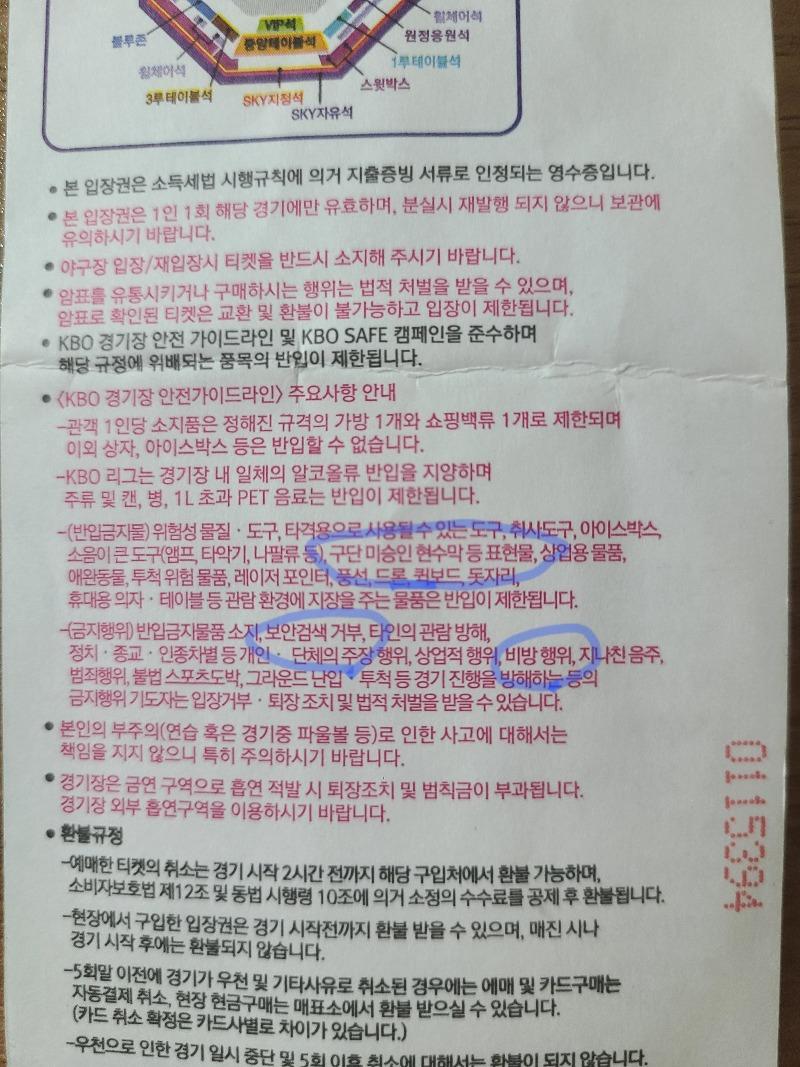 VIP석
중앙테이블석
블루존
휠체어석
3루테이블석
SKY지정석
SKY자유석
스윗박스
1루테이블석
원정응원석
휠체어석
• 본 입장권은 소득세법 시행규칙에 의거 지출증빙 서류로 인정되는 영수증입니다.
• 본 입장권은 1인 1회 해당 경기에만 유효하며, 분실시 재발행 되지 않으니 보관에
유의하시기 바랍니다.
• 야구장 입장/재입장시 티켓을 반드시 소지해 주시기 바랍니다.
• 암표를 유통시키거나 구매하시는 행위는 법적 처벌을 받을 수 있으며,
암표로 확인된 티켓은 교환 및 환불이 불가능하고 입장이 제한됩니다.
• KBO 경기장 안전 가이드라인 및 KBO SAFE 캠페인을 준수하며
해당 규정에 위배되는 품목의 반입이 제한됩니다.
• <KBO 경기장 안전가이드라인> 주요사항 안내
-관객 1인당 소지품은 정해진 규격의 가방 1개와 쇼핑백류 1개로 제한되며
이외 상자, 아이스박스 등은 반입할 수 없습니다.
-KBO 리그는 경기장 내 일체의 알코올류 반입을 지양하며
주류 및 캔, 병, 1L 초과 PET 음료는 반입이 제한됩니다.
-(반입금지물) 위험성 물질 · 도구, 타격용으로 사용될 수 있는 도구, 취사도구, 아이스박스,
소음이 큰 도구(앰프, 타악기, 나팔류 등), 구단 미승인 현수막 등 표현물, 상업용 물품,
애완동물, 투척 위험 물품, 레이저 포인터, 풍선, 드론, 퀵보드, 돗자리,
휴대용 의자 · 테이블 등 관람 환경에 지장을 주는 물품은 반입이 제한됩니다.
-(금지행위) 반입금지물품 소지, 보안검색 거부, 타인의 관람 방해,
정치 · 종교 · 인종차별 등 개인 · 단체의 주장 행위, 상업적 행위, 비방 행위, 지나친 음주,
범죄행위, 불법 스포츠도박, 그라운드 난입 · 투척 등 경기 진행을 방해하는 등의
금지행위 기도자는 입장거부 · 퇴장 조치 및 법적 처벌을 받을 수 있습니다.
• 본인의 부주의(연습 혹은 경기중 파울볼 등)로 인한 사고에 대해서는
책임을 지지 않으니 특히 주의하시기 바랍니다.
• 경기장은 금연 구역으로 흡연 적발 시 퇴장조치 및 범칙금이 부과됩니다.
경기장 외부 흡연구역을 이용하시기 바랍니다.
• 환불규정
-예매한 티켓의 취소는 경기 시작 2시간 전까지 해당 구입처에서 환불 가능하며,
소비자보호법 제12조 및 동법 시행령 10조에 의거 소정의 수수료를 공제 후 환불됩니다.
-현장에서 구입한 입장권은 경기 시작전까지 환불 받을 수 있으며, 매진 시나
경기 시작 후에는 환불되지 않습니다.
-5회말 이전에 경기가 우천 및 기타사유로 취소된 경우에는 예매 및 카드구매는
자동결제 취소, 현장 현금구매는 매표소에서 환불 받으실 수 있습니다.
(카드 취소 확정은 카드사별로 차이가 있습니다.)
-우천으로 인한 경기 일시 중단 및 5회 이후 취소에 대해서는 환불이 되지 않습니다.
0115394